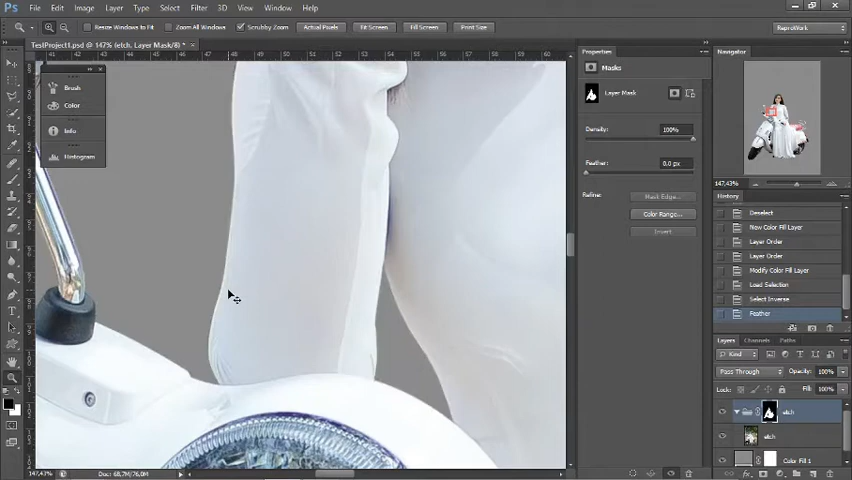 Ps File Edit Image Layer Type Select Filter 3D View Window Help
Resize Windows to Fit Zoom All Windows Scrubby Zoom Actual Pixels Fit Screen Fill Screen Print Size
TestProject1.psd @ 147% (etch, Layer Mask/8) * ×
Brush
Color
Info
Histogram
Properties
Masks
Layer Mask
Density: 100%
Feather: 0.0 px
Refine: Mask Edge...
Color Range...
Invert
Navigator
147,43%
History
Deselect
New Color Fill Layer
Layer Order
Layer Order
Modify Color Fill Layer
Load Selection
Select Inverse
Feather
Layers Channels Paths
Kind
Pass Through Opacity: 100%
Lock: Fill: 100%
etch
etch
Color Fill 1
147,43% Doc: 68,7M/76,0M